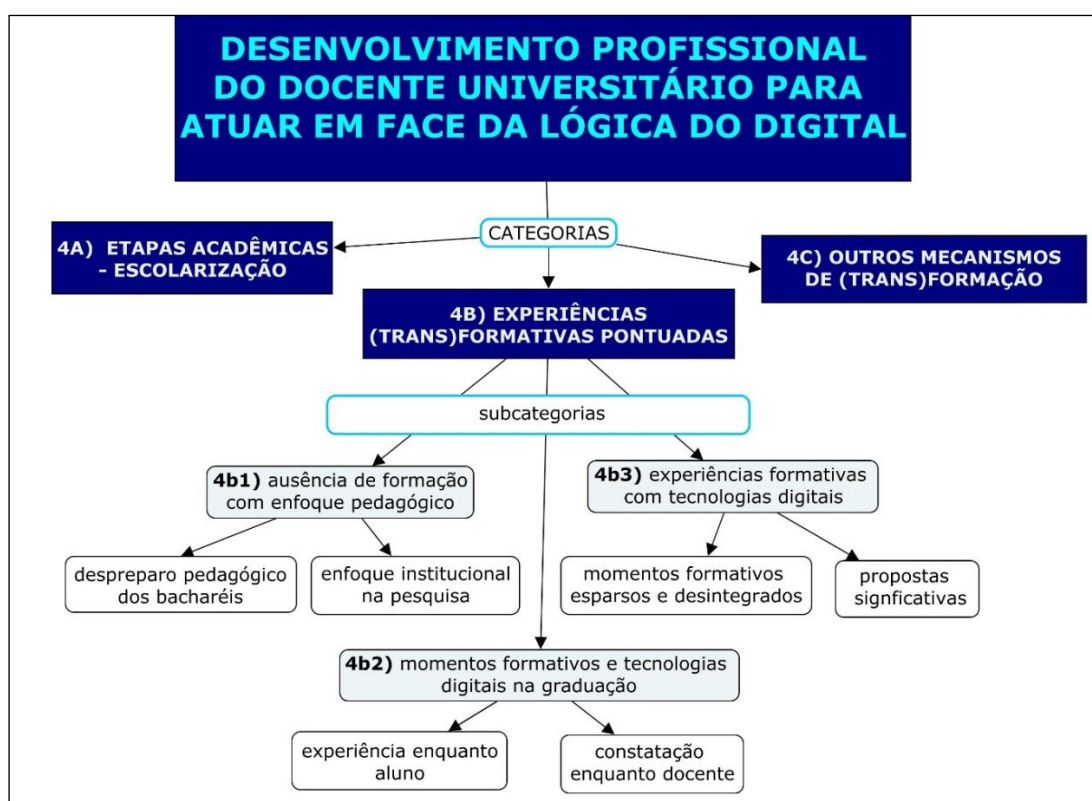 DESENVOLVIMENTO PROFISSIONAL
DO DOCENTE UNIVERSITÁRIO PARA
ATUAR EM FACE DA LÓGICA DO DIGITAL
CATEGORIAS
4A) ETAPAS ACADÊMICAS
- ESCOLARIZAÇÃO
4B) EXPERIÊNCIAS
(TRANS)FORMATIVAS PONTUADAS
4C) OUTROS MECANISMOS
DE (TRANS)FORMAÇÃO
subcategorias
4b1) ausência de formação
com enfoque pedagógico
despreparo pedagógico
dos bacharéis
enfoque institucional
na pesquisa
4b3) experiências formativas
com tecnologias digitais
momentos formativos
esparsos e desintegrados
propostas
signficativas
4b2) momentos formativos e tecnologias
digitais na graduação
experiência enquanto
aluno
constatação
enquanto docente